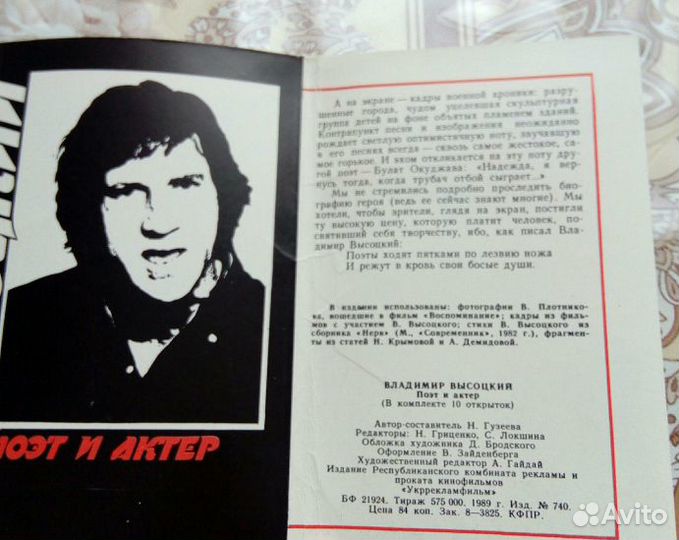 ПОЭТ И АКТЕР
А на экране — кадры военной хроники: разру-
шенные города, чудом уцелевшая скульптурная
группа детей на фоне объятых пламенем зданий.
Контрапункт песни и изображения неожиданно
рождает светлую оптимистичную ноту, звучавшую
в его песнях всегда — сквозь самое жестокое, са-
мое горькое. И эхом откликается на эту ноту дру-
гой поэт — Булат Окуджава: «Надежда, я вер-
нусь тогда, когда трубач отбой сыграет...»
Мы не стремились подробно проследить био-
графию героя (ведь ее сейчас знают многие). Мы
хотели, чтобы зрители, глядя на экран, постигли
ту высокую цену, которую платит человек, по-
святивший себя творчеству, ибо, как писал Вла-
димир Высоцкий:
Поэты ходят пятками по лезвию ножа
И режут в кровь свои босые души.
В издании использованы: фотографии В. Плотнико-
ва, вошедшие в фильм «Воспоминание»; кадры из филь-
мов с участием В. Высоцкого; стихи В. Высоцкого из
сборника «Нерв» (М., «Современник», 1982 г.), фрагмен-
ты из статей Н. Крымовой и А. Демидовой.
ВЛАДИМИР ВЫСОЦКИЙ
Поэт и актер
(В комплекте 10 открыток)
Автор-составитель Н. Гузеева
Редакторы: Н. Гриценко, С. Локшина
Обложка художника Д. Бродского
Оформление В. Зайденберга
Художественный редактор А. Гайдай
Издание Республиканского комбината рекламы и
проката кинофильмов
«Укррекламфильм»
БФ 21924. Тираж 575 000. 1989 г. Изд. № 740.
Цена 84 коп. Зак. 8—3825. КФПР.
Avito